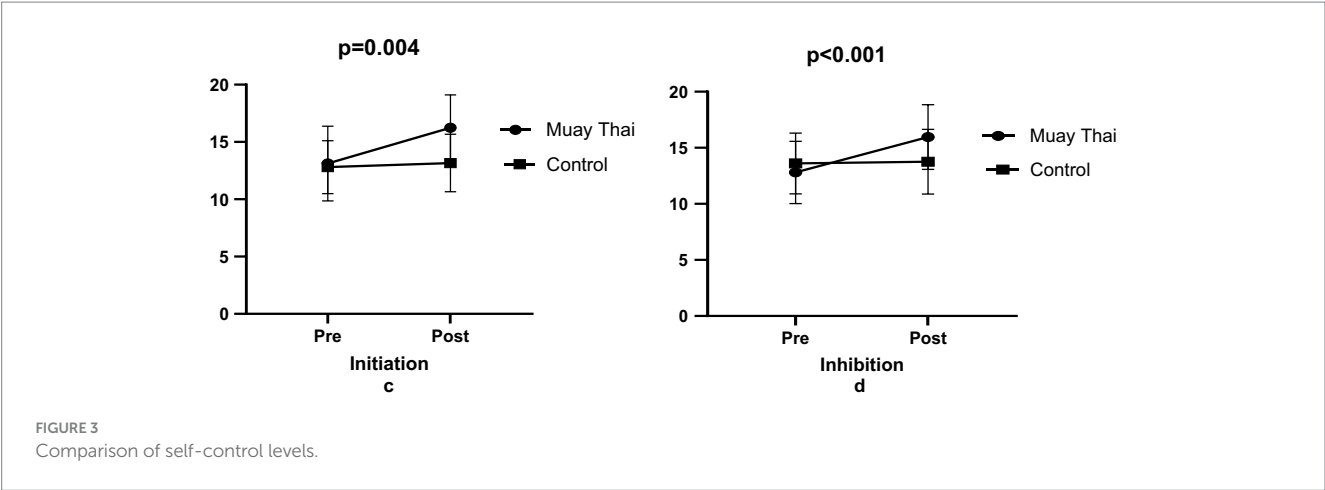 p=0.004
20
15
10
5
0
Pre Post
Initiation
c
Muay Thai
Control
p<0.001
20
15
10
5
0
Pre Post
Inhibition
d
Muay Thai
Control
FIGURE 3
Comparison of self-control levels.